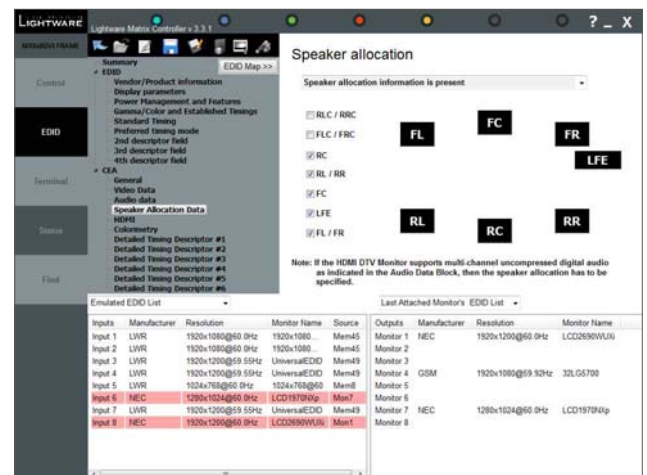 LIGHTWARE
Lightware Matrix Controller v 3.3.1
? _ X
Control
EDID
Terminal
Status
Find
EDID Map >>
Summary
EDID
Vendor/Product information
Display parameters
Power Management and Features
Gamma/Color and Established Timings
Standard Timing
Preferred timing mode
2nd descriptor field
3rd descriptor field
4th descriptor field
CEA
General
Video Data
Audio data
Speaker Allocation Data
HDMI
Colorimetry
Detailed Timing Descriptor #1
Detailed Timing Descriptor #2
Detailed Timing Descriptor #3
Detailed Timing Descriptor #4
Detailed Timing Descriptor #5
Detailed Timing Descriptor #6
Speaker allocation
Speaker allocation information is present
RLC / RRC
FLC / FRC
RC
RL / RR
FC
LFE
FL / FR
FL
FC
FR
LFE
RL
RC
RR
Note: If the HDMI DTV Monitor supports multi-channel uncompressed digital audio
as indicated in the Audio Data Block, then the speaker allocation has to be
specified.
Emulated EDID List
Inputs Manufacturer Resolution Monitor Name Source
Input 1 LWR 1920x1080@60.0Hz 1920x1080... Mem45
Input 2 LWR 1920x1080@60.0Hz 1920x1080... Mem45
Input 3 LWR 1920x1200@59.55Hz UniversalEDID Mem49
Input 4 LWR 1920x1200@59.55Hz UniversalEDID Mem49
Input 5 LWR 1024x768@60.0Hz 1024x768@60 Mem8
Input 6 NEC 1280x1024@60.0Hz LCD1970NXp Mon7
Input 7 LWR 1920x1200@59.55Hz UniversalEDID Mem49
Input 8 NEC 1920x1200@60.0Hz LCD2690WUXi Mon1
Last Attached Monitor's EDID List
Outputs Manufacturer Resolution Monitor Name
Monitor 1 NEC 1920x1200@60.0Hz LCD2690WUXi
Monitor 2
Monitor 3
Monitor 4 GSM 1920x1080@59.92Hz 32LG5700
Monitor 5
Monitor 6
Monitor 7 NEC 1280x1024@60.0Hz LCD1970NXp
Monitor 8